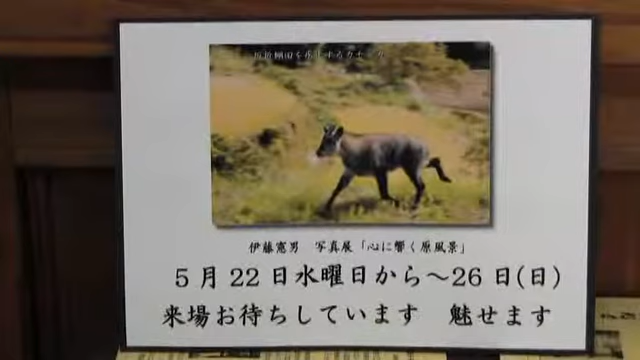 伊藤寛男 写真展「心に響く原風景」
5月22日水曜日から～26日(日)
来場お待ちしています 魅せます